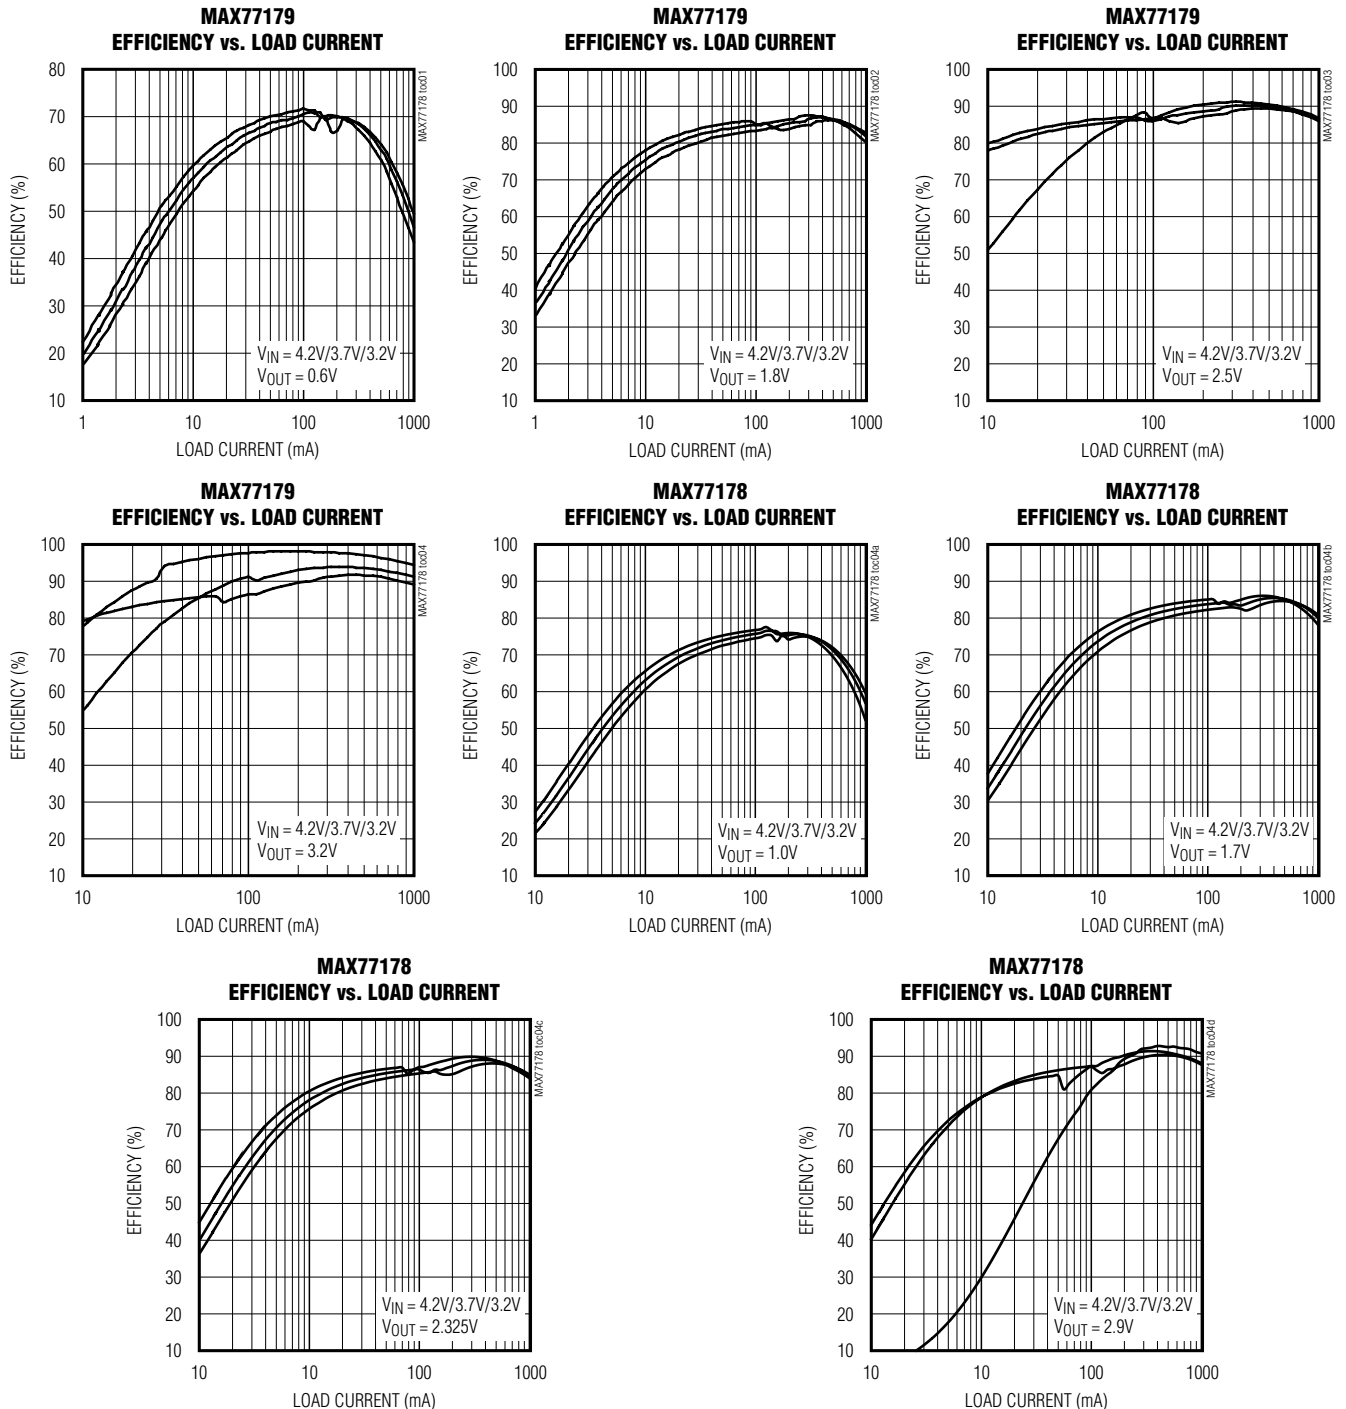 MAX77179
EFFICIENCY vs. LOAD CURRENT
80
70
60
50
40
30
20
10
EFFICIENCY (%)
1
10
100
1000
LOAD CURRENT (mA)
VIN = 4.2V/3.7V/3.2V
VOUT = 0.6V
MAX77178 toc01
MAX77179
EFFICIENCY vs. LOAD CURRENT
100
90
80
70
60
50
40
30
20
10
EFFICIENCY (%)
1
10
100
1000
LOAD CURRENT (mA)
VIN = 4.2V/3.7V/3.2V
VOUT = 1.8V
MAX77178 toc02
MAX77179
EFFICIENCY vs. LOAD CURRENT
100
90
80
70
60
50
40
30
20
10
EFFICIENCY (%)
10
100
1000
LOAD CURRENT (mA)
VIN = 4.2V/3.7V/3.2V
VOUT = 2.5V
MAX77178 toc03
MAX77179
EFFICIENCY vs. LOAD CURRENT
100
90
80
70
60
50
40
30
20
10
EFFICIENCY (%)
10
100
1000
LOAD CURRENT (mA)
VIN = 4.2V/3.7V/3.2V
VOUT = 3.2V
MAX77178 toc04
MAX77178
EFFICIENCY vs. LOAD CURRENT
100
90
80
70
60
50
40
30
20
10
EFFICIENCY (%)
10
10
100
1000
LOAD CURRENT (mA)
VIN = 4.2V/3.7V/3.2V
VOUT = 1.0V
MAX77178 toc04a
MAX77178
EFFICIENCY vs. LOAD CURRENT
100
90
80
70
60
50
40
30
20
10
EFFICIENCY (%)
10
10
100
1000
LOAD CURRENT (mA)
VIN = 4.2V/3.7V/3.2V
VOUT = 1.7V
MAX77178 toc04b
MAX77178
EFFICIENCY vs. LOAD CURRENT
100
90
80
70
60
50
40
30
20
10
EFFICIENCY (%)
10
10
100
1000
LOAD CURRENT (mA)
VIN = 4.2V/3.7V/3.2V
VOUT = 2.325V
MAX77178 toc04c
MAX77178
EFFICIENCY vs. LOAD CURRENT
100
90
80
70
60
50
40
30
20
10
EFFICIENCY (%)
10
10
100
1000
LOAD CURRENT (mA)
VIN = 4.2V/3.7V/3.2V
VOUT = 2.9V
MAX77178 toc04d